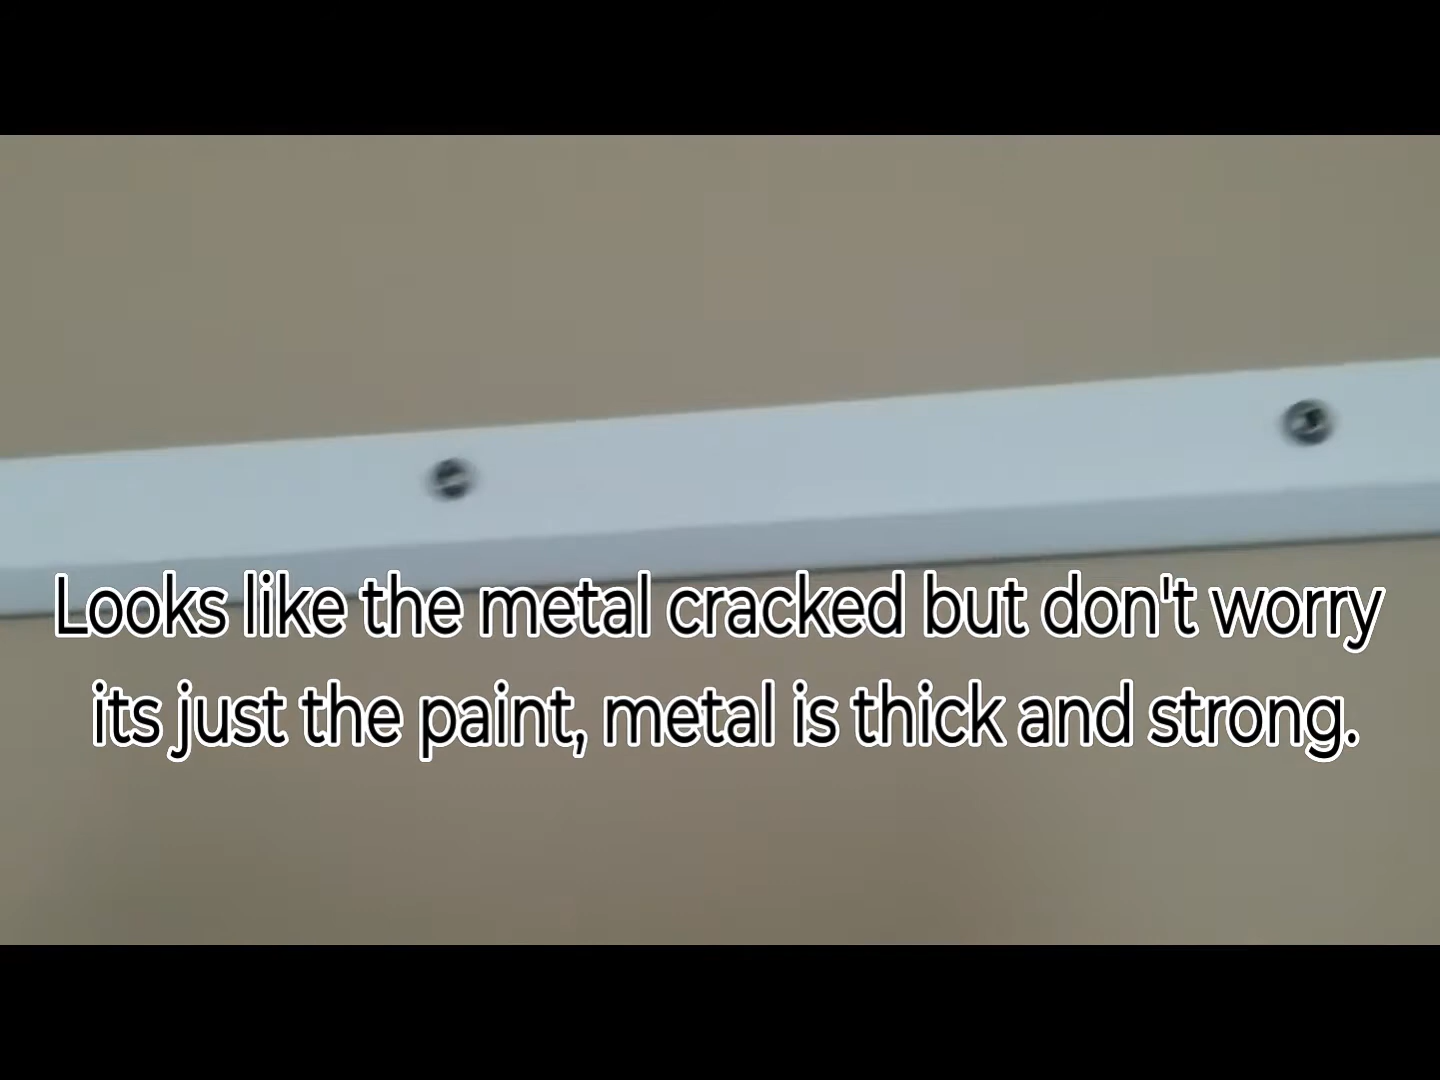 Looks like the metal cracked but don't worry
its just the paint, metal is thick and strong.